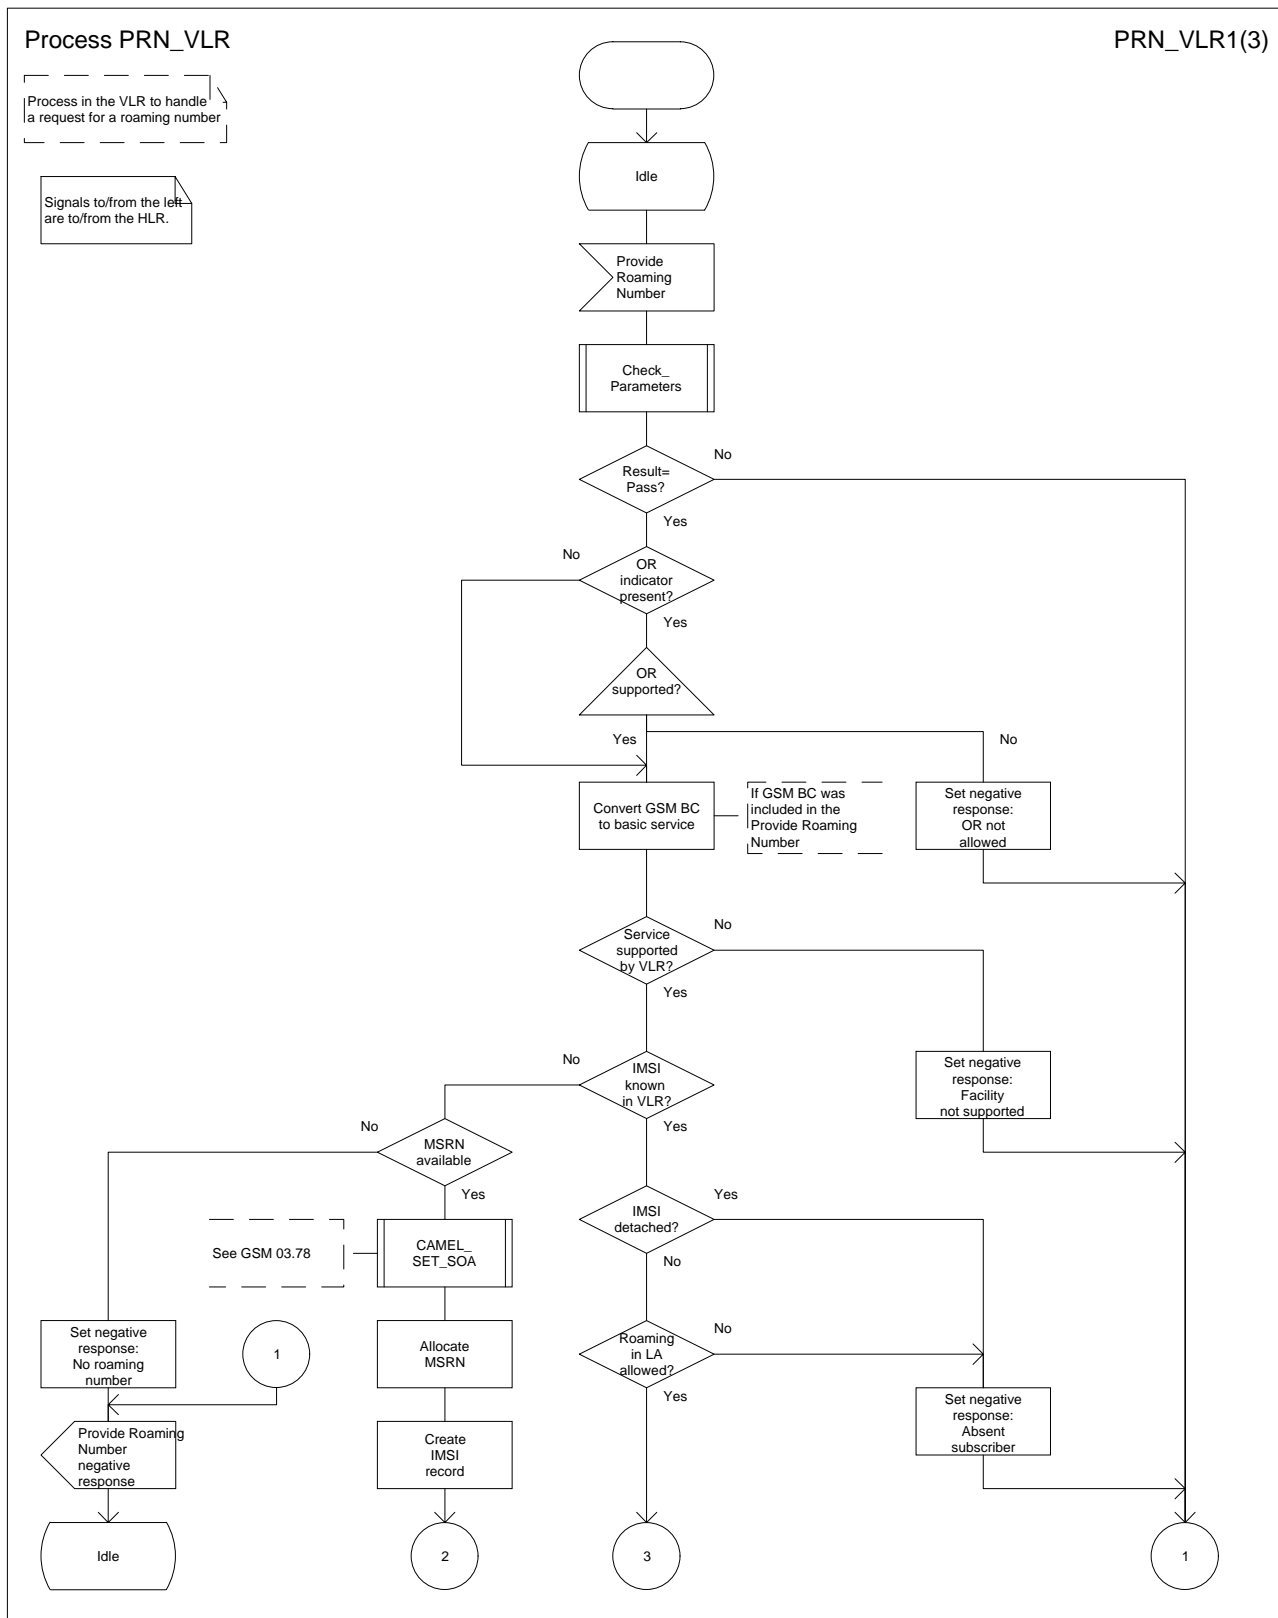 Process PRN_VLR
PRN_VLR1(3)
Process in the VLR to handle
a request for a roaming number
Signals to/from the left
are to/from the HLR.
Idle
Provide
Roaming
Number
Check_
Parameters
Result=
Pass?
No
Yes
OR
indicator
present?
No
Yes
OR
supported?
Yes
No
Convert GSM BC
to basic service
If GSM BC was
included in the
Provide Roaming
Number
Set negative
response:
OR not
allowed
Service
supported
by VLR?
No
Yes
IMSI
known
in VLR?
No
Yes
Set negative
response:
Facility
not supported
MSRN
available
No
Yes
IMSI
detached?
Yes
No
See GSM 03.78
CAMEL_
SET_SOA
Set negative
response:
No roaming
number
1
Allocate
MSRN
Roaming
in LA
allowed?
No
Yes
Set negative
response:
Absent
subscriber
Provide Roaming
Number
negative
response
Create
IMSI
record
Idle
2
3
1